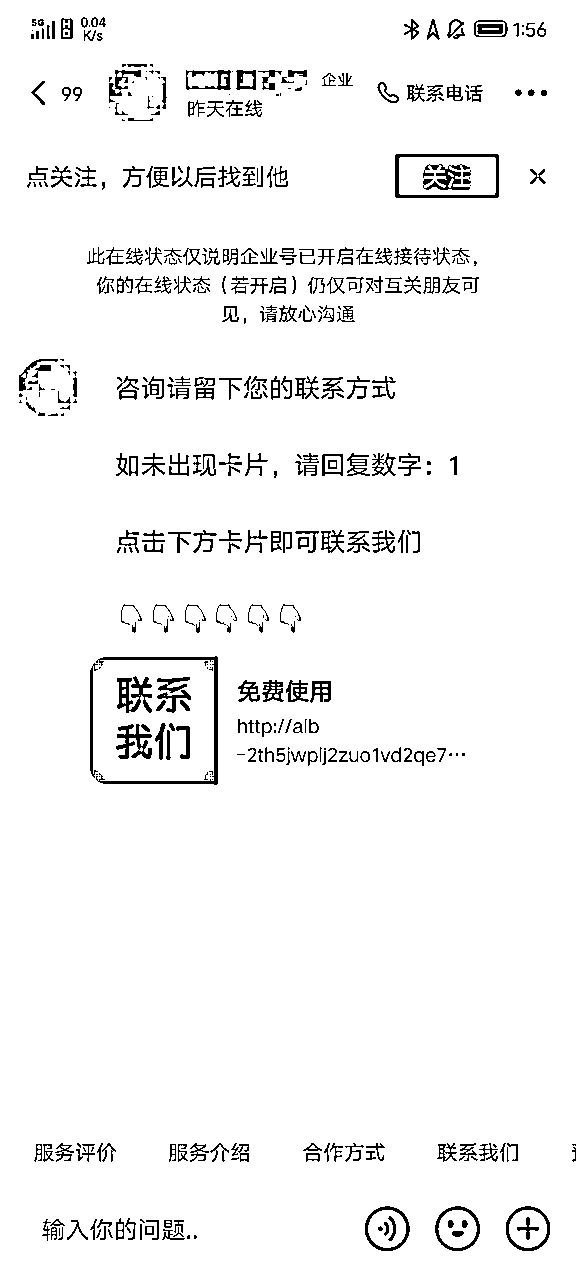 5G 0.04 K/s 1:56
99 企业 联系电话
昨天在线
点关注，方便以后找到他 关注
此在线状态仅说明企业号已开启在线接待状态，
你的在线状态（若开启）仍仅可对互关朋友可
见，请放心沟通
咨询请留下您的联系方式
如未出现卡片，请回复数字：1
点击下方卡片即可联系我们
👇👇👇👇👇👇
联系
我们
免费使用
http://alb
-2th5jwplj2zuo1vd2qe7…
服务评价 服务介绍 合作方式 联系我们
输入你的问题..